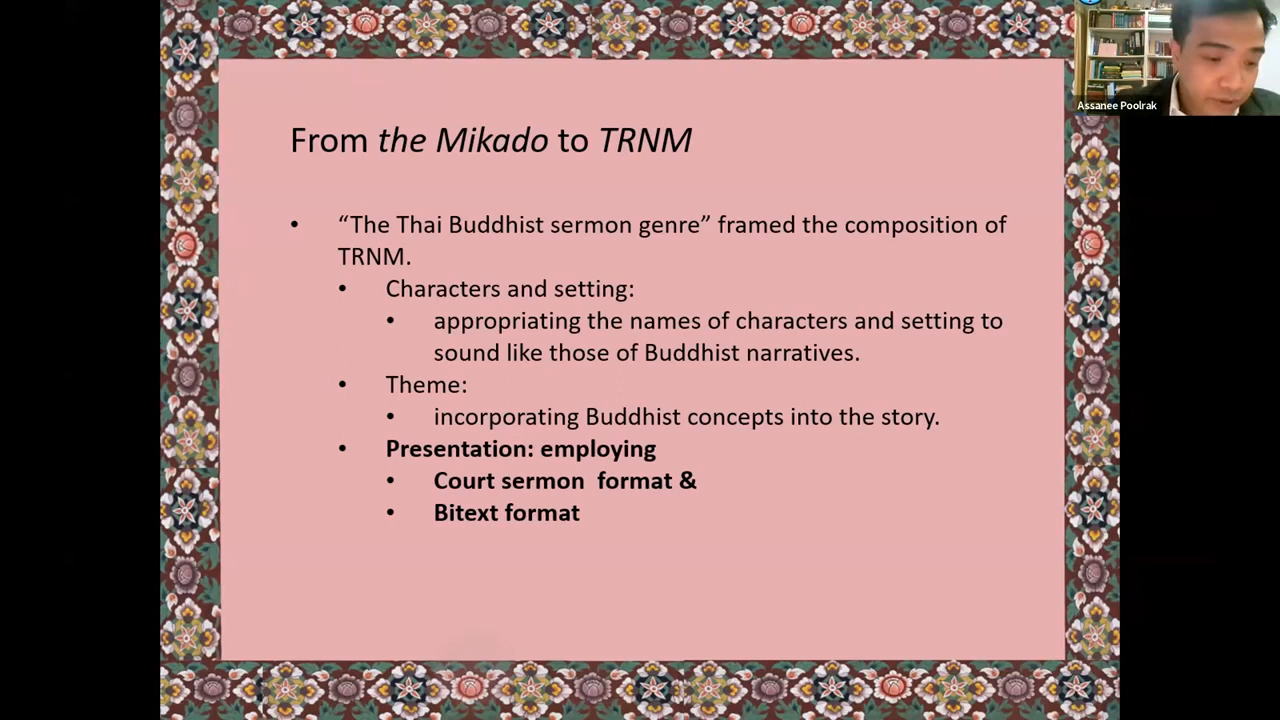 Assanee Poolrak
From the Mikado to TRNM
• “The Thai Buddhist sermon genre” framed the composition of
TRNM.
• Characters and setting:
• appropriating the names of characters and setting to
sound like those of Buddhist narratives.
• Theme:
• incorporating Buddhist concepts into the story.
• Presentation: employing
• Court sermon format &
• Bitext format